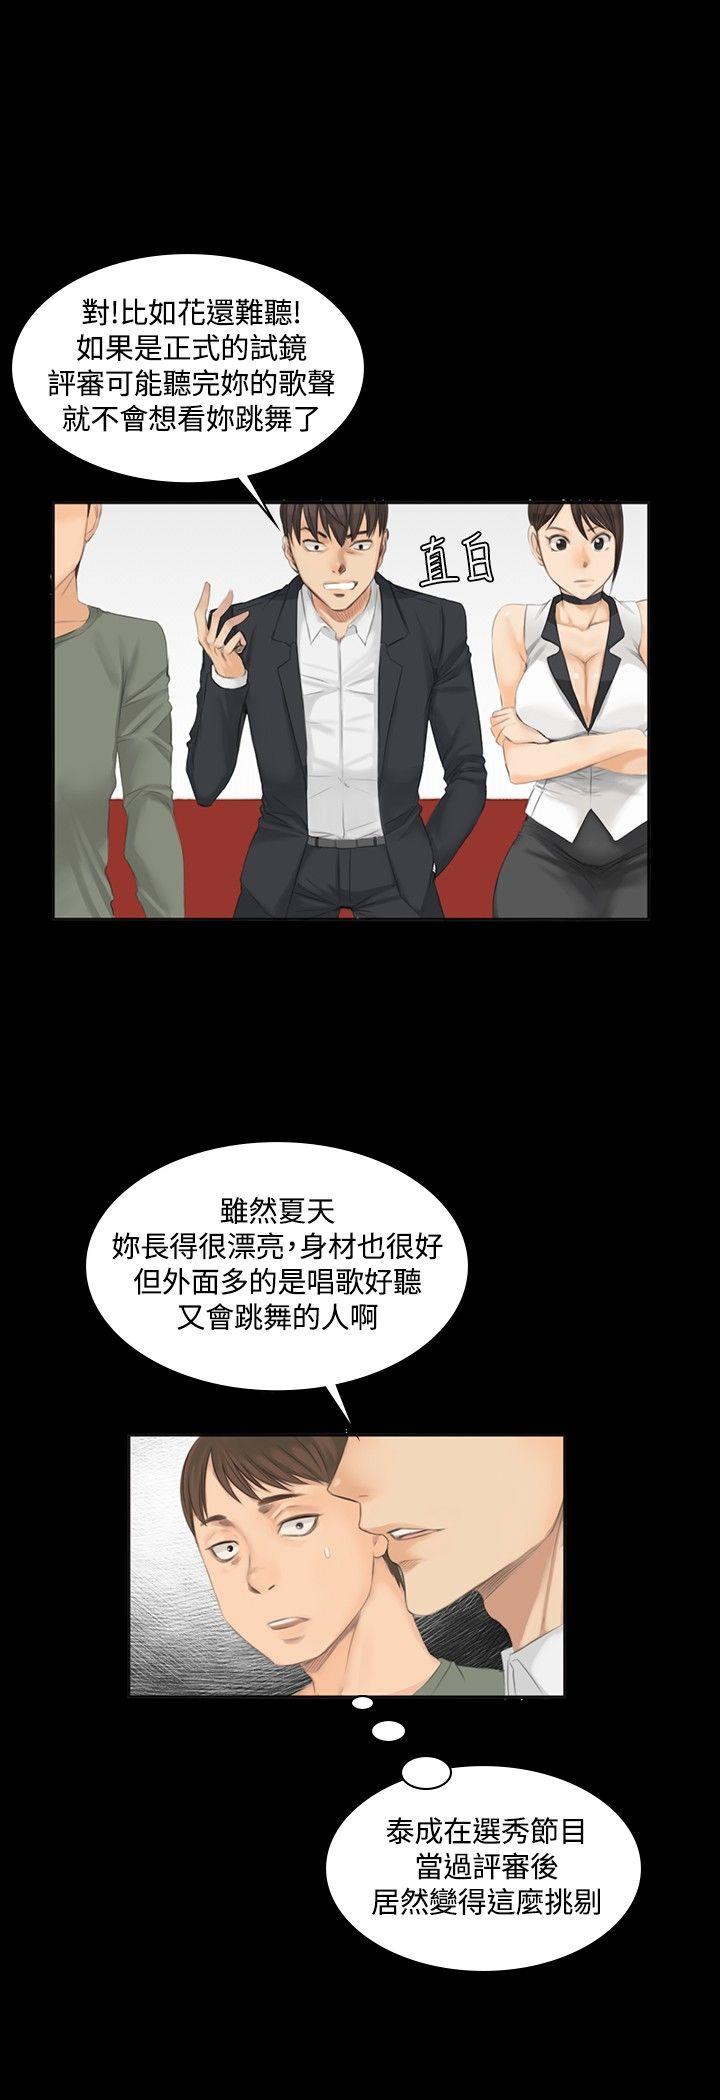 對!比如花還難聽!
如果是正式的試鏡
評審可能聽完妳的歌聲
就不會想看妳跳舞了
直白
雖然夏天
妳長得很漂亮,身材也很好
但外面多的是唱歌好聽
又會跳舞的人啊
泰成在選秀節目
當過評審後
居然變得這麼挑剔